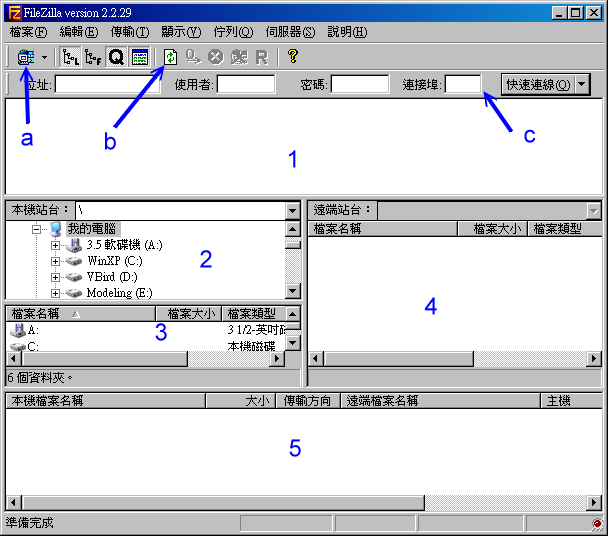 FileZilla version 2.2.29
檔案(F) 編輯(E) 傳輸(T) 顯示(V) 佇列(Q) 伺服器(S) 說明(H)
L F Q R ?
位址: 使用者: 密碼: 連接埠: 快速連線(Q)
a b c
1
本機站台： \ 遠端站台：
我的電腦
3.5 軟碟機 (A:)
WinXP (C:)
VBird (D:)
Modeling (E:)
2
檔案名稱 檔案大小 檔案類型
A: 3 1/2-英吋
C: 本機磁碟
3
6 個資料夾。
檔案名稱 檔案大小 檔案類型
4
本機檔案名稱 大小 傳輸方向 遠端檔案名稱 主機
5
準備完成